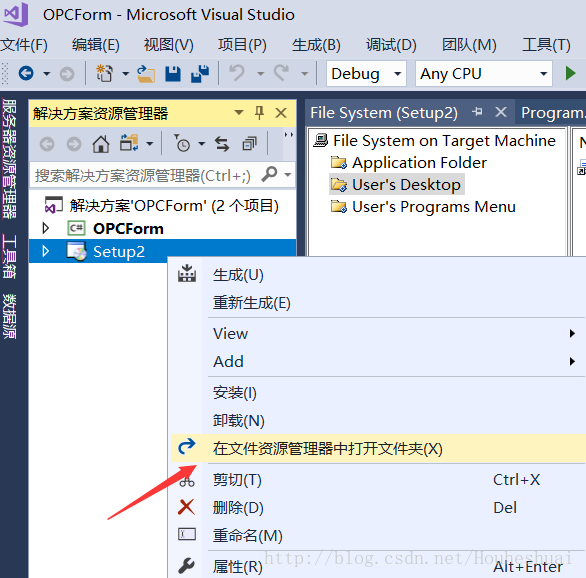 OPCForm - Microsoft Visual Studio
文件(F) 编辑(E) 视图(V) 项目(P) 生成(B) 调试(D) 团队(M) 工具(T)
Debug Any CPU
服务器资源管理器
工具箱
数据源
解决方案资源管理器
搜索解决方案资源管理器(Ctrl+;)
解决方案'OPCForm' (2 个项目)
C# OPCForm
Setup2
File System (Setup2) Program.
File System on Target Machine
Application Folder
User's Desktop
User's Programs Menu
生成(U)
重新生成(E)
View
Add
安装(I)
卸载(N)
在文件资源管理器中打开文件夹(X)
剪切(T) Ctrl+X
删除(D) Del
重命名(M)
属性(R) Alt+Enter
http://blog.csdn.net/Houheshuai